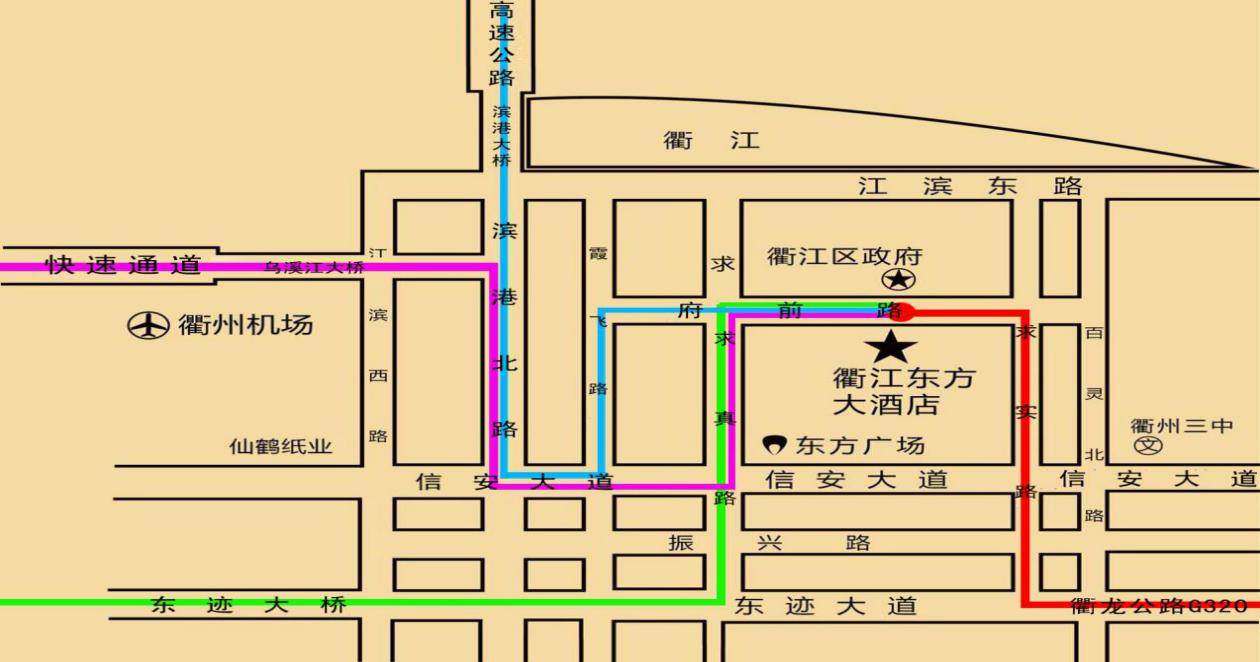 高速公路
滨港大桥
衢江
江滨东路
快速通道
乌溪江大桥
江滨西路
滨港北路
霞飞路
求
衢江区政府
衢州机场
府前路
求真路
衢江东方
大酒店
求实路
百灵北路
仙鹤纸业
东方广场
衢州三中
文
信安大道
信安大道
信安大道
振兴路
东迹大桥
东迹大道
衢龙公路G320